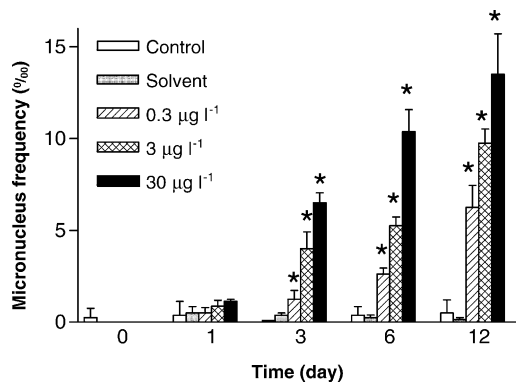 Micronucleus frequency (‰)
15
10
5
0
Control
Solvent
0.3 µg l⁻¹
3 µg l⁻¹
30 µg l⁻¹
* * *
* * *
* * *
0 1 3 6 12
Time (day)